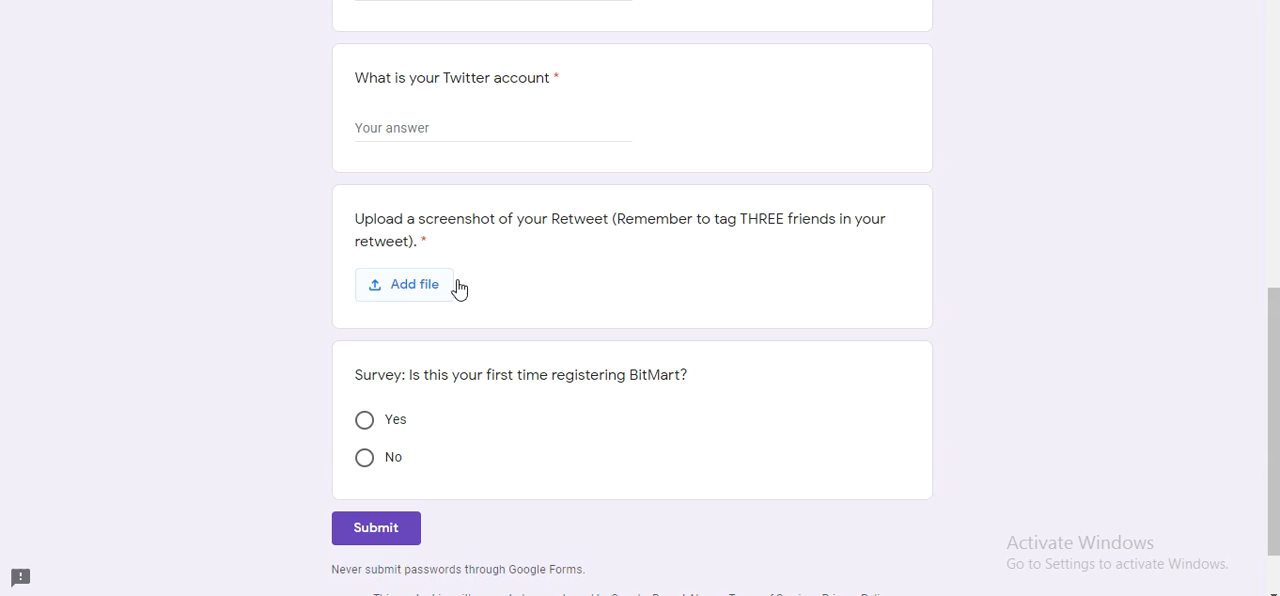 What is your Twitter account *
Your answer
Upload a screenshot of your Retweet (Remember to tag THREE friends in your
retweet). *
Add file
Survey: Is this your first time registering BitMart?
Yes
No
Submit
Activate Windows
Go to Settings to activate Windows.
Never submit passwords through Google Forms.